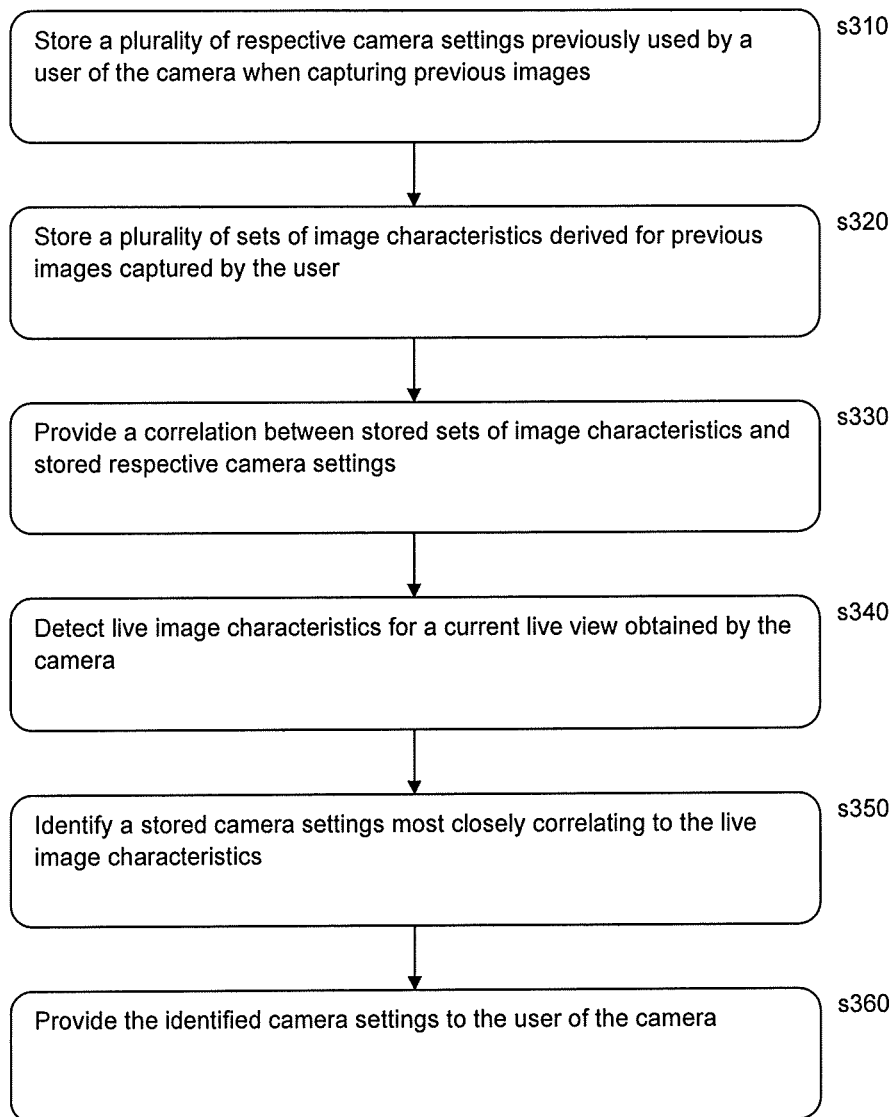 s310
Store a plurality of respective camera settings previously used by a
user of the camera when capturing previous images
s320
Store a plurality of sets of image characteristics derived for previous
images captured by the user
s330
Provide a correlation between stored sets of image characteristics and
stored respective camera settings
s340
Detect live image characteristics for a current live view obtained by the
camera
s350
Identify a stored camera settings most closely correlating to the live
image characteristics
s360
Provide the identified camera settings to the user of the camera